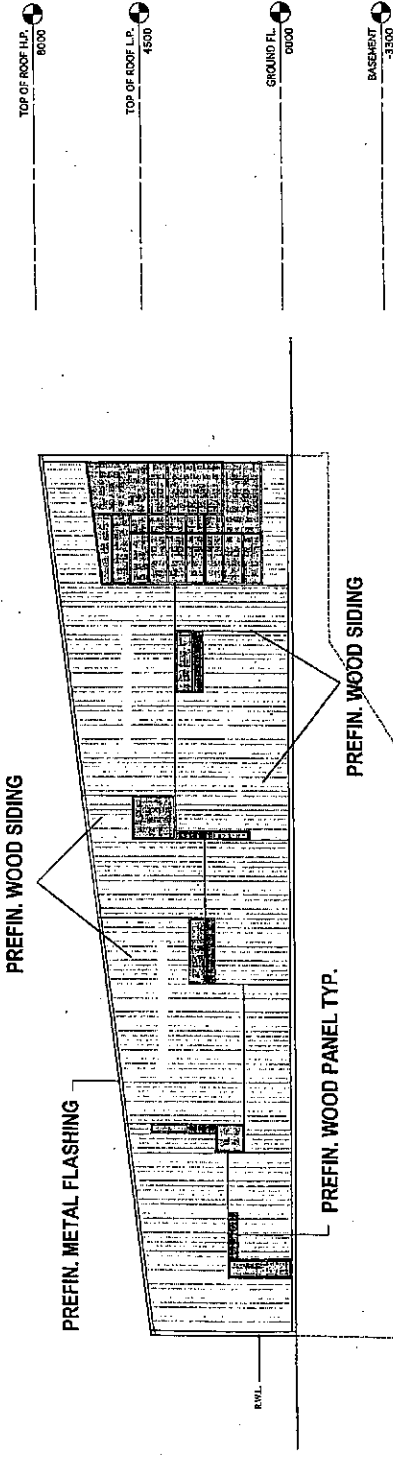 PREFIN. WOOD SIDING
PREFIN. METAL FLASHING
R.W.L.
PREFIN. WOOD PANEL TYP.
PREFIN. WOOD SIDING
TOP OF ROOF H.P.
8000
TOP OF ROOF L.P.
4500
GROUND FL.
0000
BASEMENT
-3300